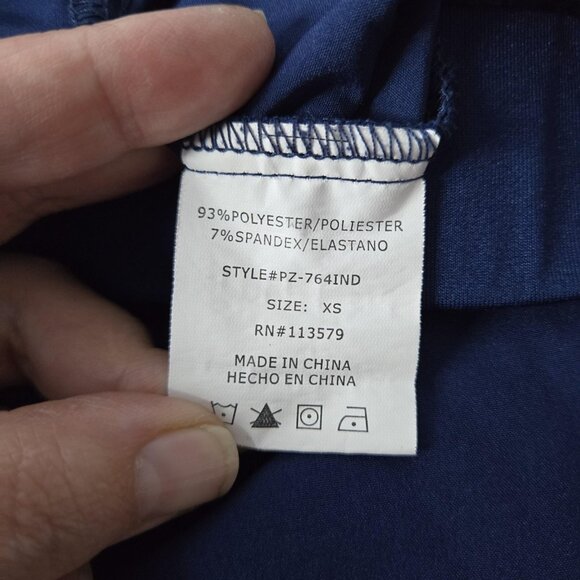 93%POLYESTER/POLIESTER
7%SPANDEX/ELASTANO
STYLE#PZ-764IND
SIZE: XS
RN#113579
MADE IN CHINA
HECHO EN CHINA